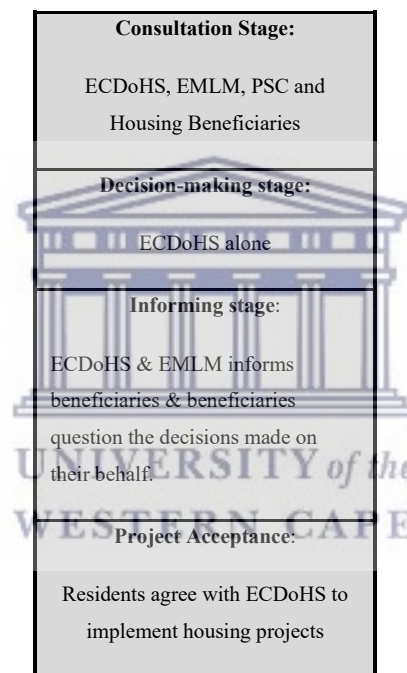 Consultation Stage:
ECDoHS, EMLM, PSC and
Housing Beneficiaries
Decision-making stage:
ECDoHS alone
Informing stage:
ECDoHS & EMLM informs
beneficiaries & beneficiaries
question the decisions made on
their behalf.
UNIVERSITY of the
WESTERN CAPE
Project Acceptance:
Residents agree with ECDoHS to
implement housing projects